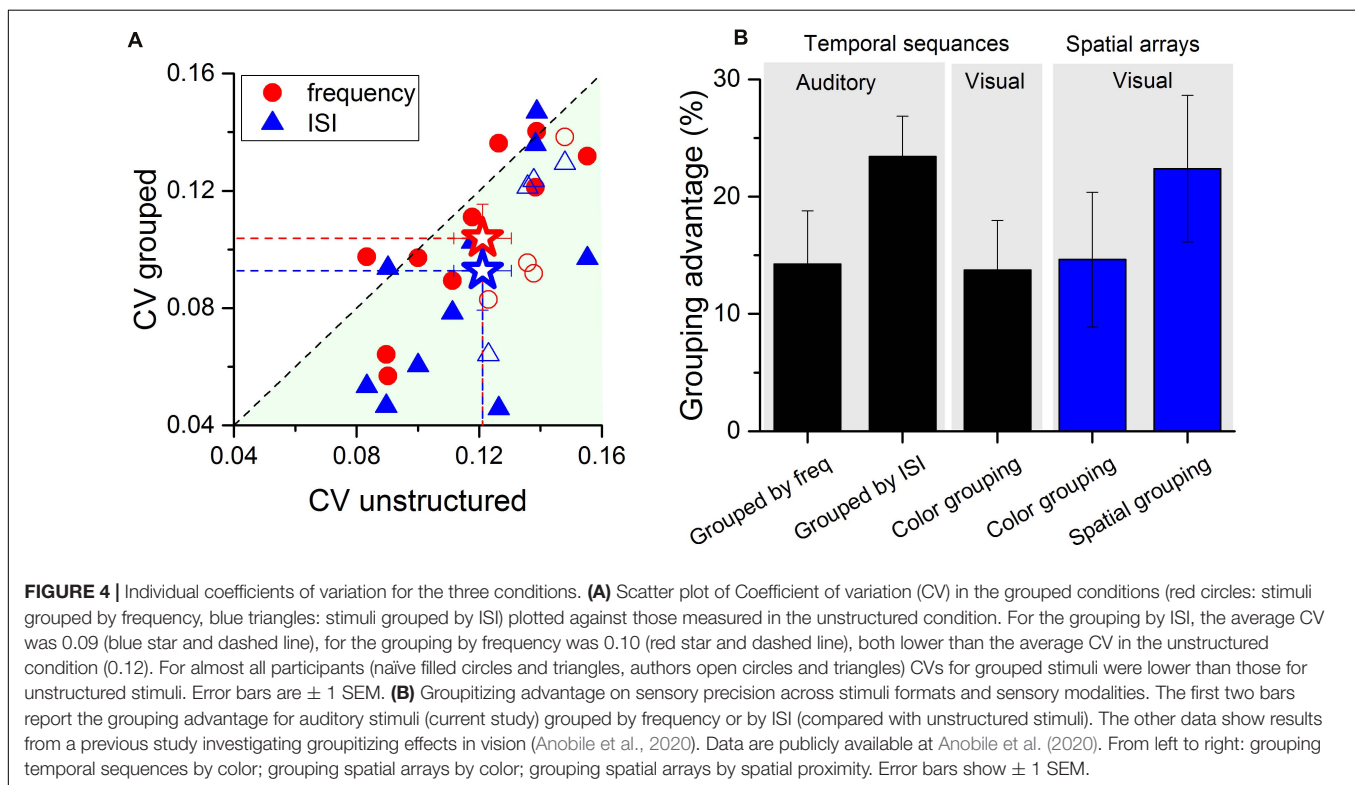 A
0.16
frequency
ISI
0.12
0.08
0.04
CV grouped
0.04 0.08 0.12 0.16
CV unstructured
B
Temporal sequances Spatial arrays
Auditory Visual Visual
30
20
10
0
Grouping advantage (%)
Grouped by freq
Grouped by ISI
Color grouping
Color grouping
Spatial grouping
FIGURE 4 | Individual coefficients of variation for the three conditions. (A) Scatter plot of Coefficient of variation (CV) in the grouped conditions (red circles: stimuli
grouped by frequency, blue triangles: stimuli grouped by ISI) plotted against those measured in the unstructured condition. For the grouping by ISI, the average CV
was 0.09 (blue star and dashed line), for the grouping by frequency was 0.10 (red star and dashed line), both lower than the average CV in the unstructured
condition (0.12). For almost all participants (naïve filled circles and triangles, authors open circles and triangles) CVs for grouped stimuli were lower than those for
unstructured stimuli. Error bars are ± 1 SEM. (B) Groupitizing advantage on sensory precision across stimuli formats and sensory modalities. The first two bars
report the grouping advantage for auditory stimuli (current study) grouped by frequency or by ISI (compared with unstructured stimuli). The other data show results
from a previous study investigating groupitizing effects in vision (Anobile et al., 2020). Data are publicly available at Anobile et al. (2020). From left to right: grouping
temporal sequences by color; grouping spatial arrays by color; grouping spatial arrays by spatial proximity. Error bars show ± 1 SEM.